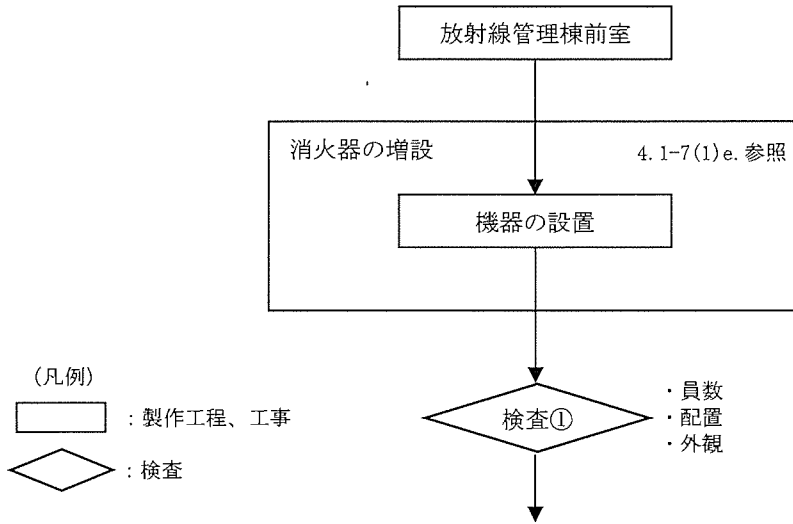 放射線管理棟前室
消火器の増設
4.1-7(1)e.参照
機器の設置
検査①
・員数
・配置
・外観
(凡例)
：製作工程、工事
：検査